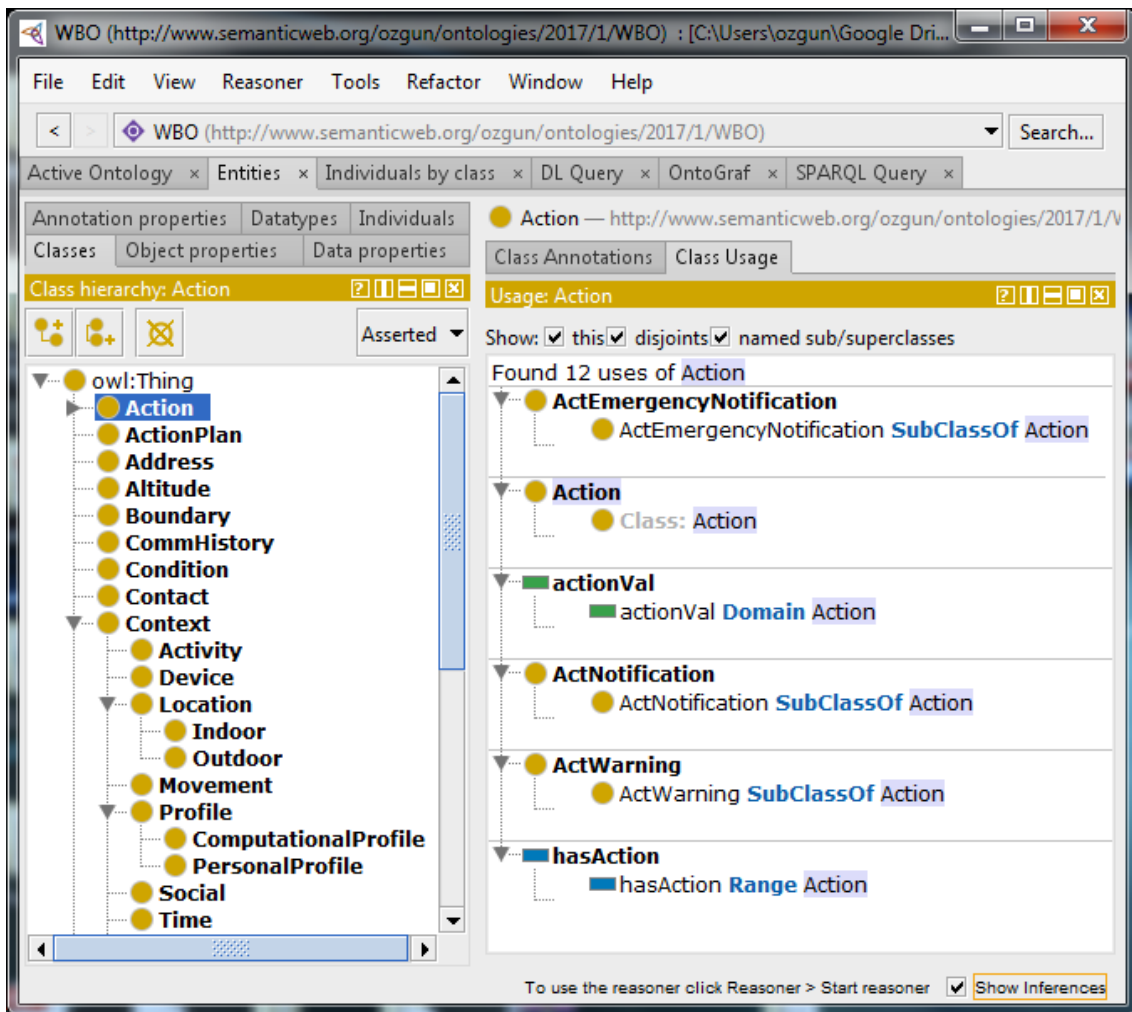 WBO (http://www.semanticweb.org/ozgun/ontologies/2017/1/WBO) : [C:\Users\ozgun\Google Dri...
File Edit View Reasoner Tools Refactor Window Help
< > WBO (http://www.semanticweb.org/ozgun/ontologies/2017/1/WBO) Search...
Active Ontology × Entities × Individuals by class × DL Query × OntoGraf × SPARQL Query ×
Annotation properties Datatypes Individuals
Classes Object properties Data properties
Class hierarchy: Action
Asserted
owl:Thing
Action
ActionPlan
Address
Altitude
Boundary
CommHistory
Condition
Contact
Context
Activity
Device
Location
Indoor
Outdoor
Movement
Profile
ComputationalProfile
PersonalProfile
Social
Time
Action — http://www.semanticweb.org/ozgun/ontologies/2017/1/W
Class Annotations Class Usage
Usage: Action
Show: this disjoints named sub/superclasses
Found 12 uses of Action
ActEmergencyNotification
ActEmergencyNotification SubClassOf Action
Action
Class: Action
actionVal
actionVal Domain Action
ActNotification
ActNotification SubClassOf Action
ActWarning
ActWarning SubClassOf Action
hasAction
hasAction Range Action
To use the reasoner click Reasoner > Start reasoner Show Inferences